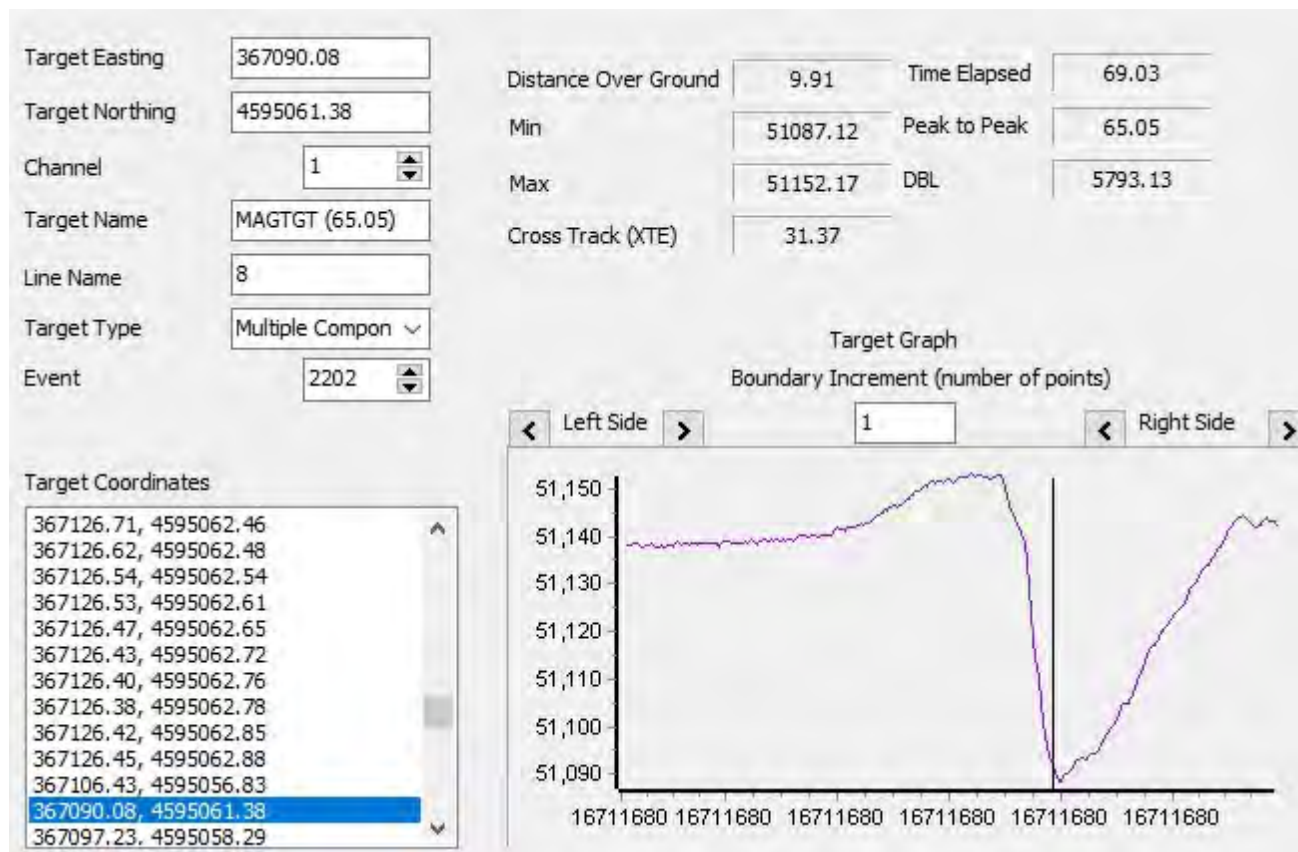 Target Easting 367090.08
Target Northing 4595061.38
Channel 1
Target Name MAGTGT (65.05)
Line Name 8
Target Type Multiple Compon
Event 2202
Distance Over Ground 9.91 Time Elapsed 69.03
Min 51087.12 Peak to Peak 65.05
Max 51152.17 DBL 5793.13
Cross Track (XTE) 31.37
Target Coordinates
367126.71, 4595062.46
367126.62, 4595062.48
367126.54, 4595062.54
367126.53, 4595062.61
367126.47, 4595062.65
367126.43, 4595062.72
367126.40, 4595062.76
367126.38, 4595062.78
367126.42, 4595062.85
367126.45, 4595062.88
367106.43, 4595056.83
367090.08, 4595061.38
367097.23, 4595058.29
Target Graph
Boundary Increment (number of points)
Left Side 1 Right Side
51,150
51,140
51,130
51,120
51,110
51,100
51,090
16711680 16711680 16711680 16711680 16711680 16711680